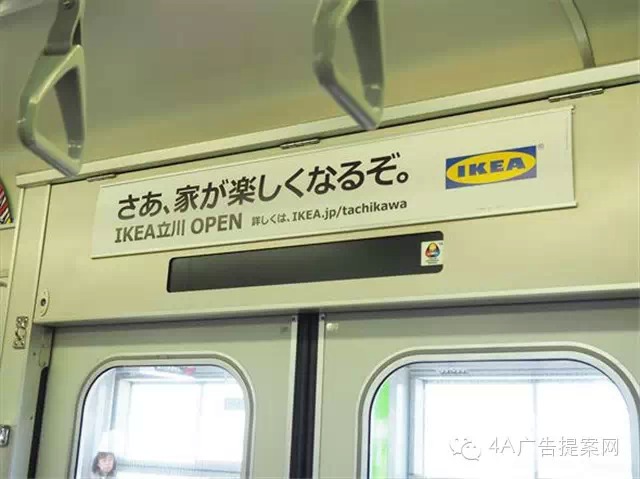 さあ、家が楽しくなるぞ。
IKEA
IKEA立川 OPEN 詳しくは、IKEA.jp/tachikawa
4A广告提案网